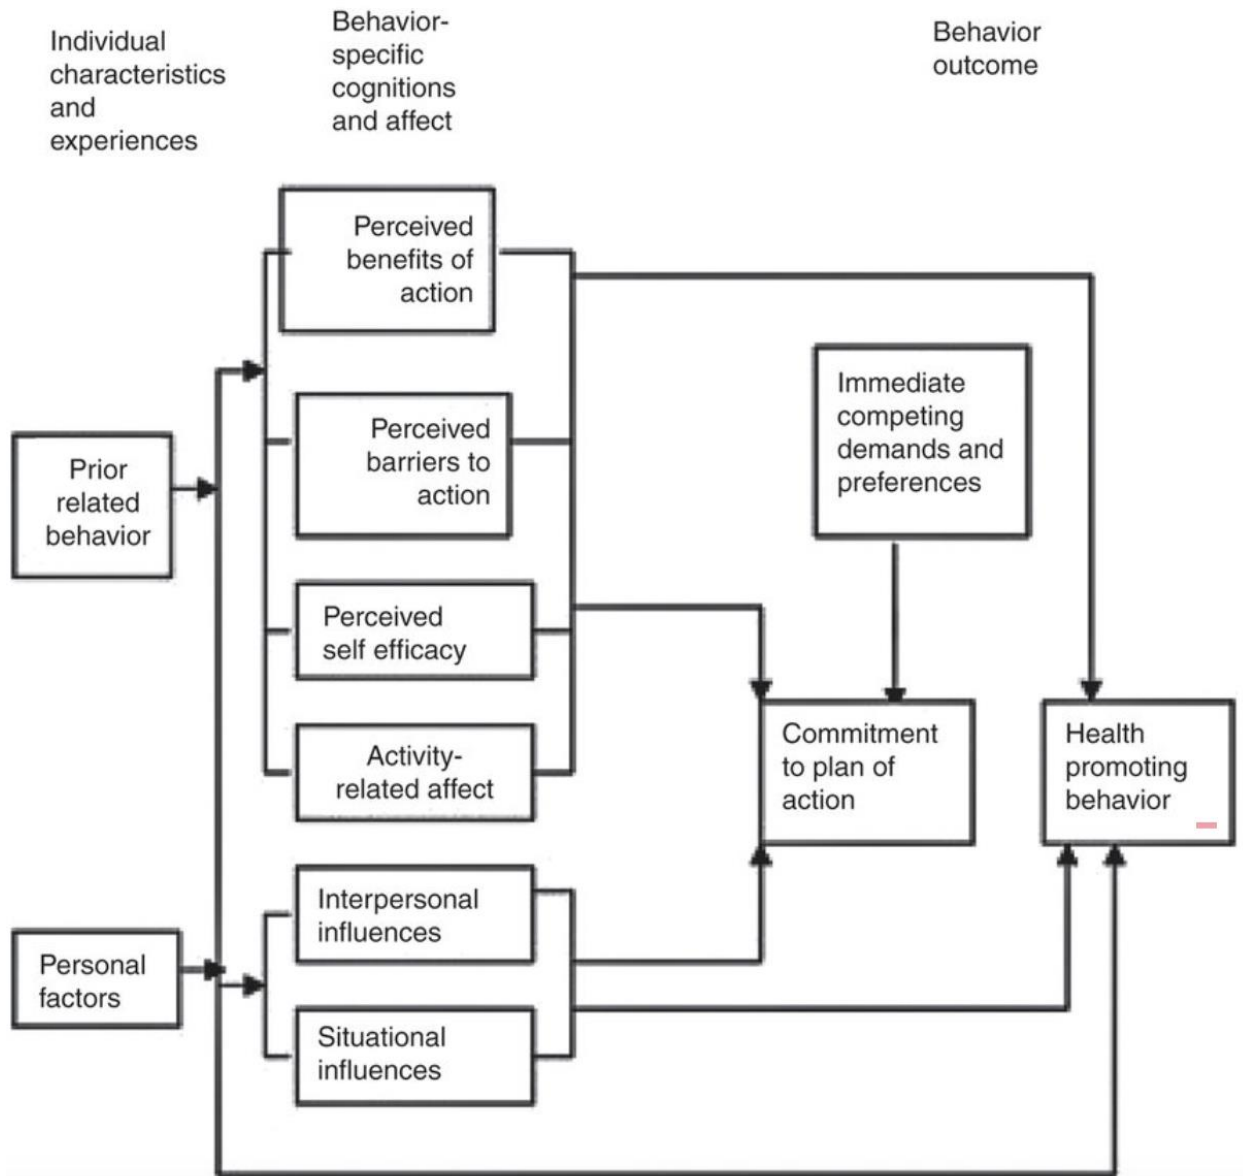 Individual
characteristics
and
experiences
Behavior-
specific
cognitions
and affect
Behavior
outcome
Perceived
benefits of
action
Perceived
barriers to
action
Immediate
competing
demands and
preferences
Prior
related
behavior
Perceived
self efficacy
Activity-
related affect
Commitment
to plan of
action
Health
promoting
behavior
Interpersonal
influences
Personal
factors
Situational
influences